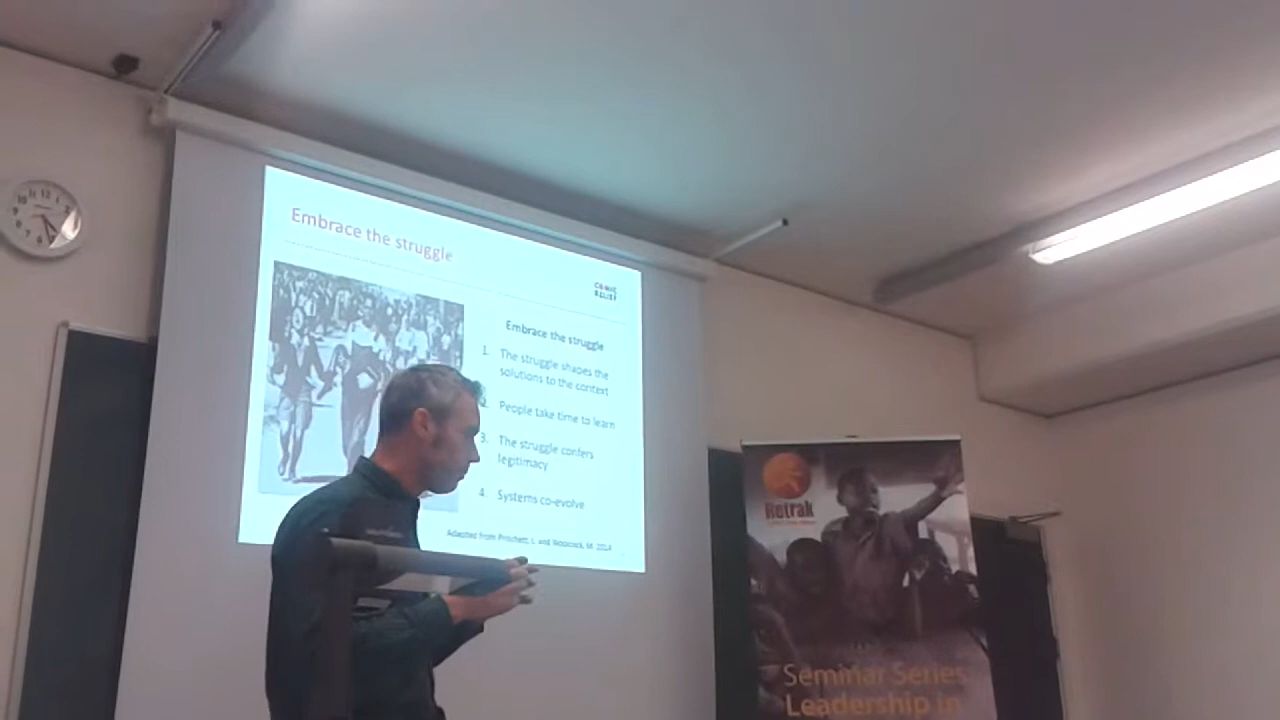 Embrace the struggle
COMIC
RELIEF
Embrace the struggle
1. The struggle shapes the
solutions to the context
2. People take time to learn
3. The struggle confers
legitimacy
4. Systems co-evolve
Adapted from Pritchett, L and Woolcock, M. 2014
Retrak
Seminar Series
Leadership in